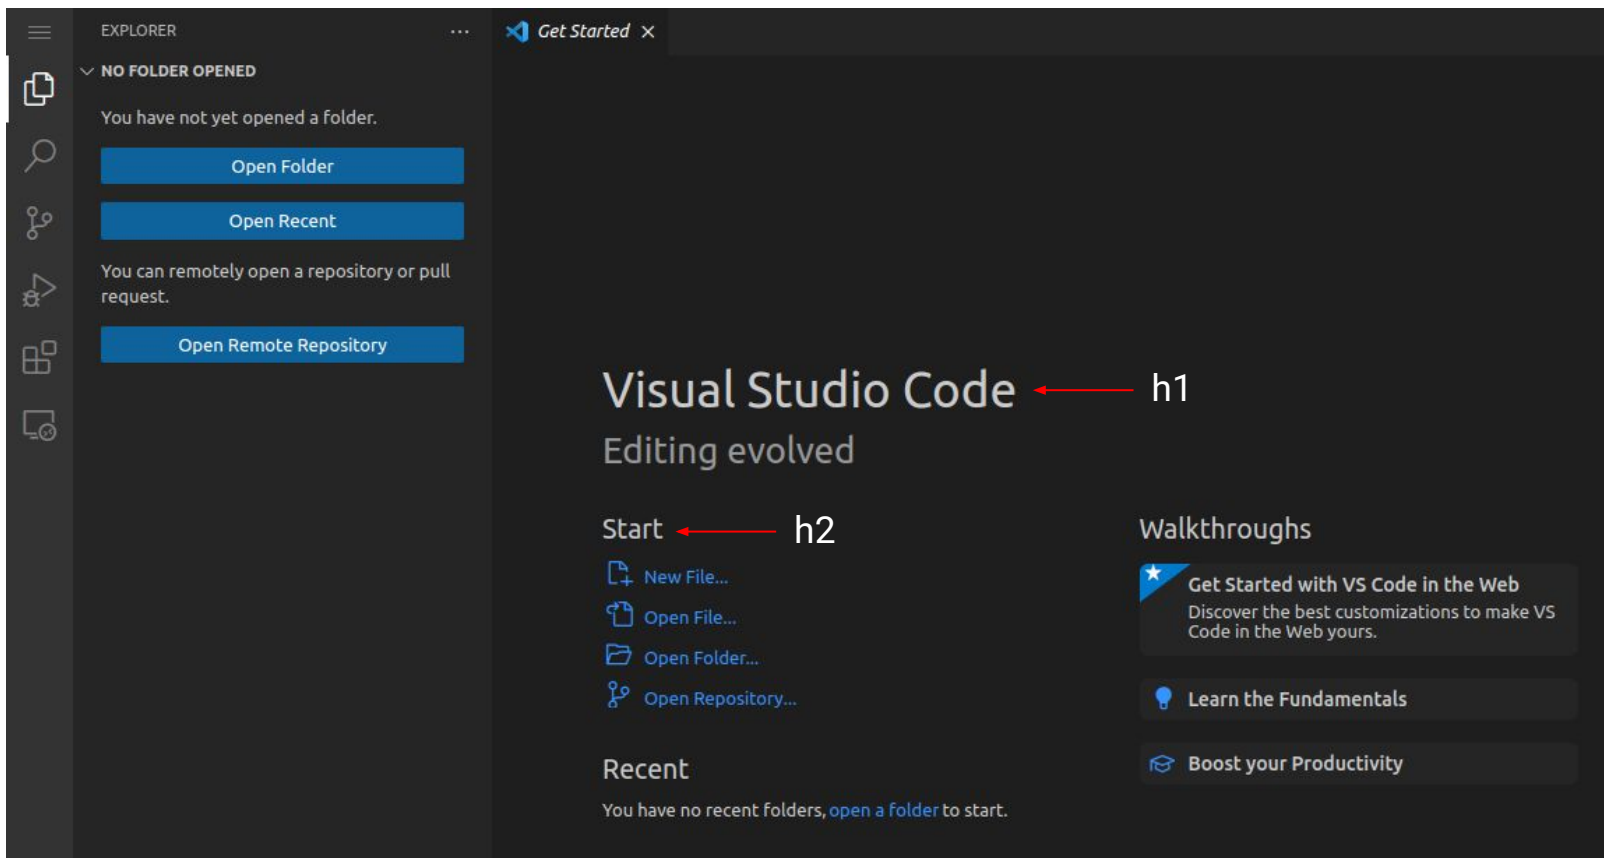 EXPLORER
NO FOLDER OPENED
You have not yet opened a folder.
Open Folder
Open Recent
You can remotely open a repository or pull
request.
Open Remote Repository
Get Started
Visual Studio Code
h1
Editing evolved
Start
h2
New File...
Open File...
Open Folder...
Open Repository...
Recent
You have no recent folders, open a folder to start.
Walkthroughs
Get Started with VS Code in the Web
Discover the best customizations to make VS
Code in the Web yours.
Learn the Fundamentals
Boost your Productivity